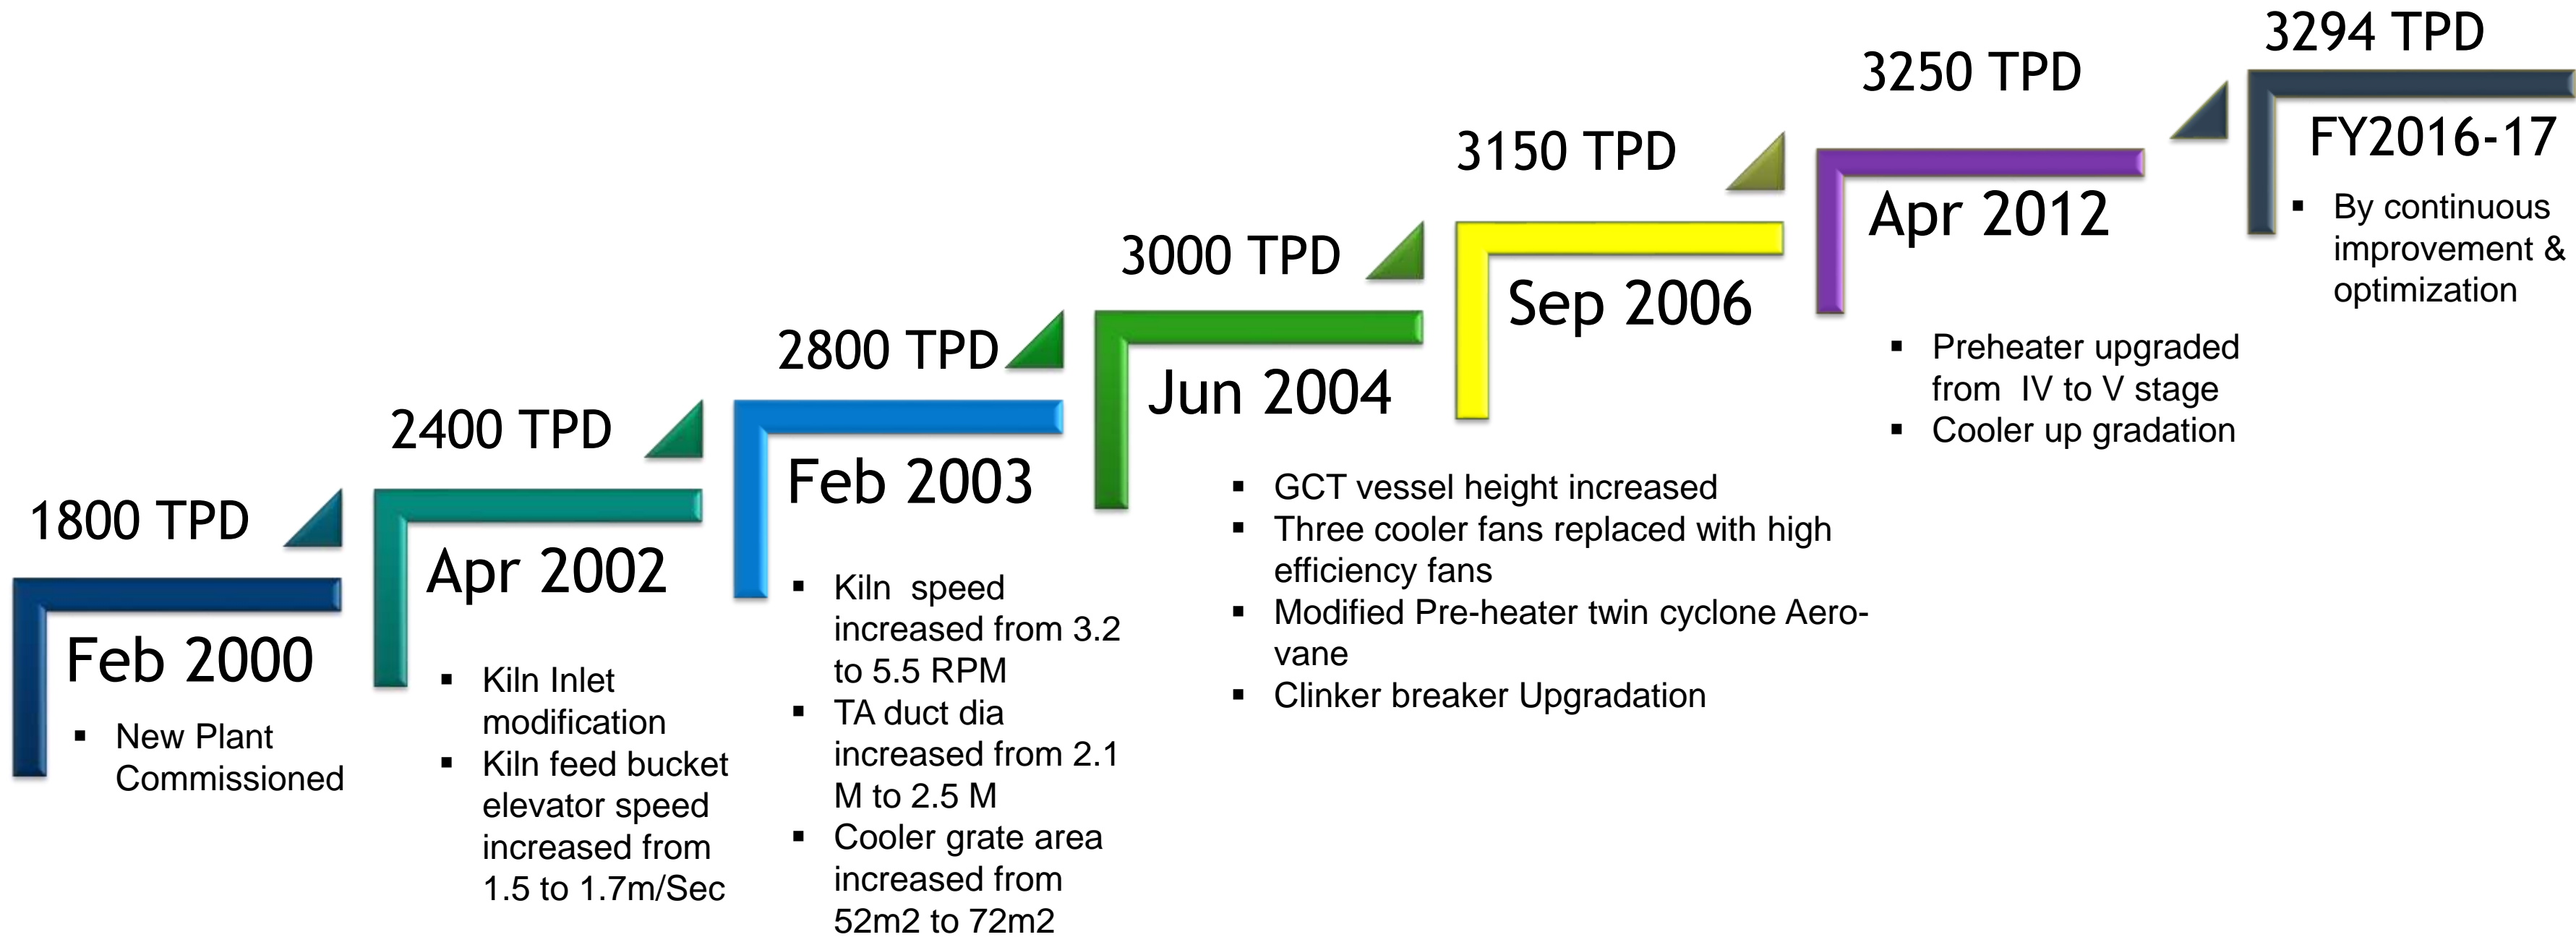 1800 TPD
Feb 2000
▪ New Plant
Commissioned
2400 TPD
Apr 2002
▪ Kiln Inlet
modification
▪ Kiln feed bucket
elevator speed
increased from
1.5 to 1.7m/Sec
2800 TPD
Feb 2003
▪ Kiln  speed
increased from 3.2
to 5.5 RPM
▪ TA duct dia
increased from 2.1
M to 2.5 M
▪ Cooler grate area
increased from
52m2 to 72m2
3000 TPD
Jun 2004
▪ GCT vessel height increased
▪ Three cooler fans replaced with high
efficiency fans
▪ Modified Pre-heater twin cyclone Aero-
vane
▪ Clinker breaker Upgradation
3150 TPD
Sep 2006
3250 TPD
Apr 2012
▪ Preheater upgraded
from  IV to V stage
▪ Cooler up gradation
3294 TPD
FY2016-17
▪ By continuous
improvement &
optimization